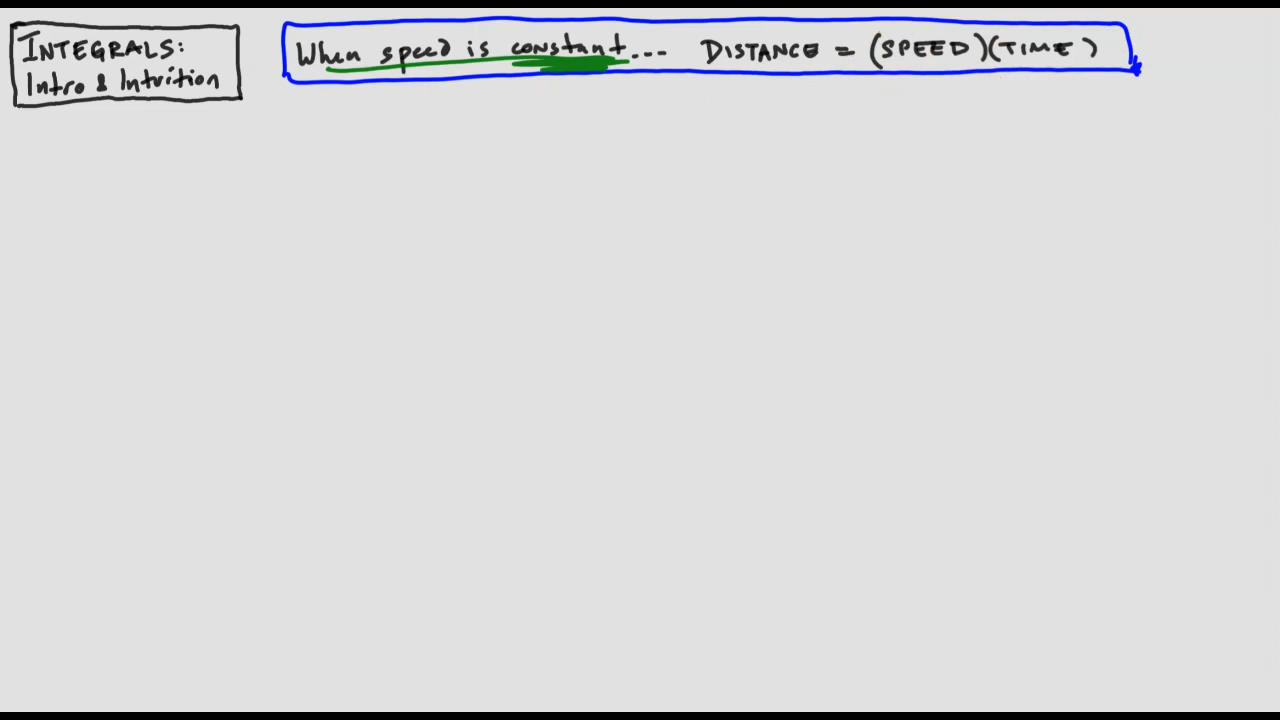 INTEGRALS:
Intro & Intuition
When speed is constant... DISTANCE = (SPEED)(TIME)